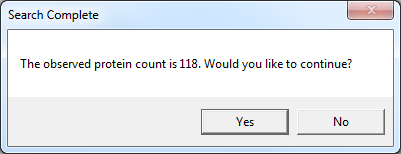 Search Complete
The observed protein count is 118. Would you like to continue?
Yes
No